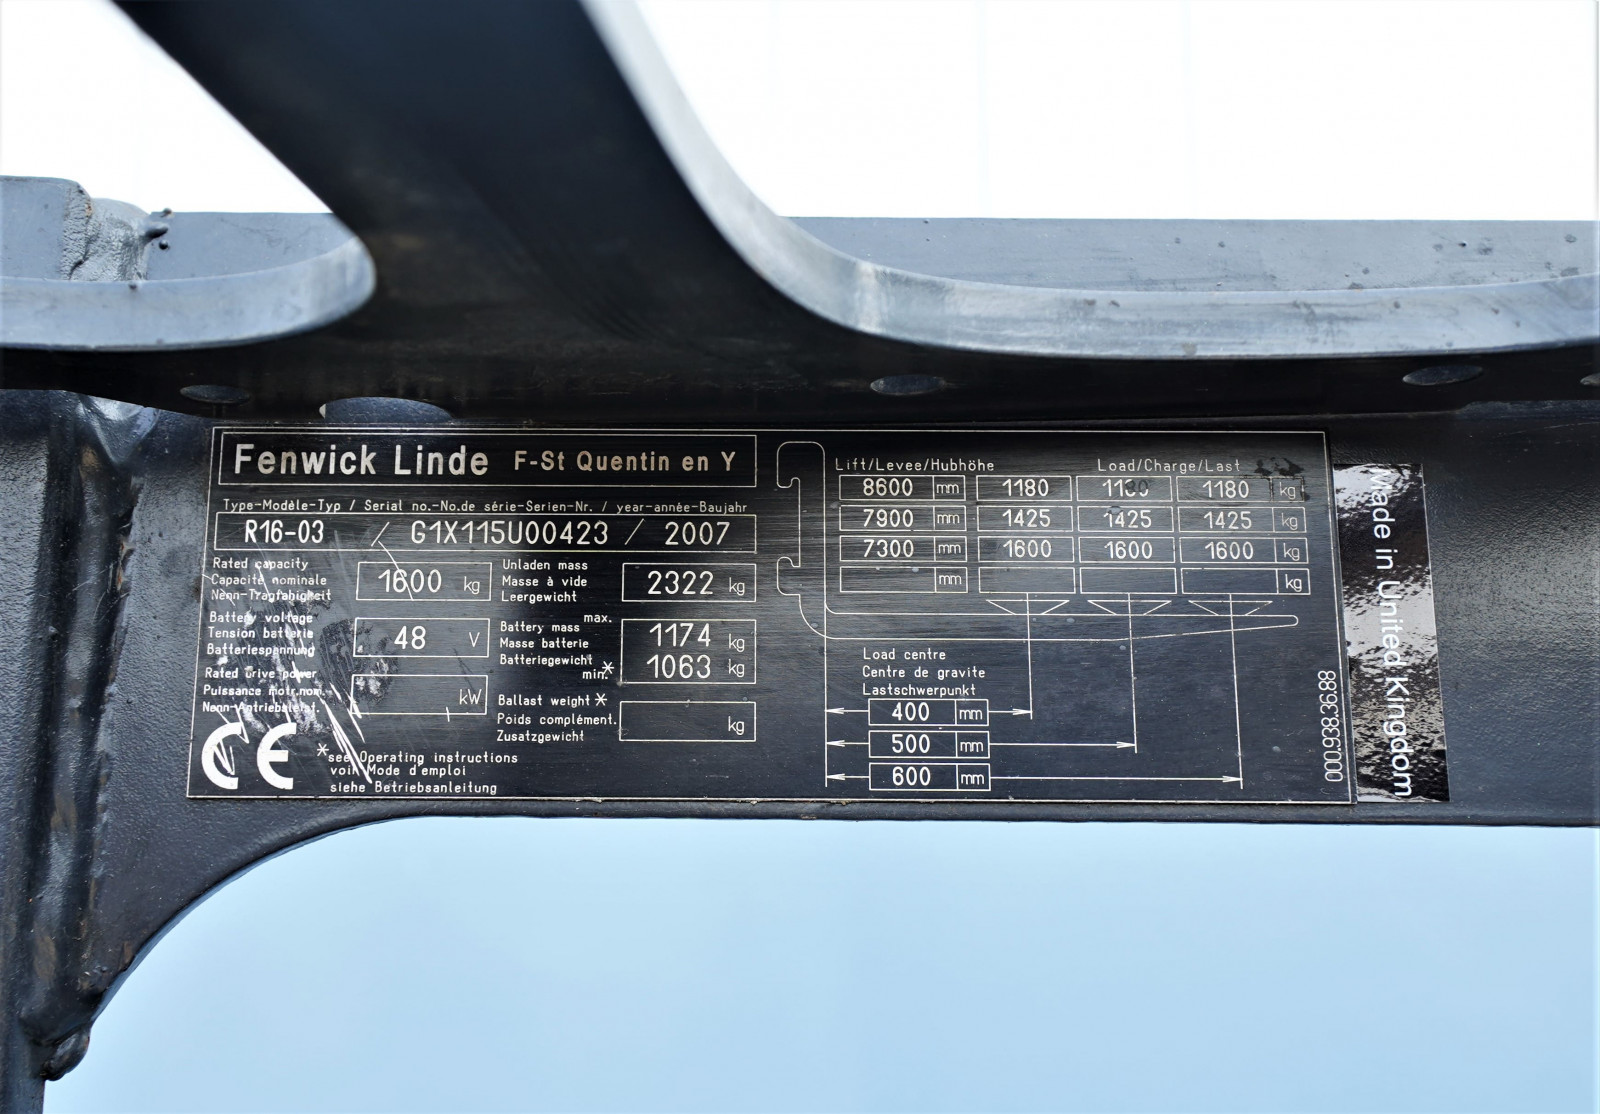 Fenwick Linde F-St Quentin en Y
Type-Modèle-Typ / Serial no.-No.de série-Serien-Nr. / year-année-Baujahr
R16-03 / G1X115U00423 / 2007
Rated capacity
Capacité nominale
Nenn-Tragfähigkeit
1600 kg
Battery voltage
Tension batterie
Batteriespannung
48 V
Rated drive power
Puissance motr.nom.
Nenn-Antriebsleist.
kW
CE
Unladen mass
Masse à vide
Leergewicht
2322 kg
max.
Battery mass
Masse batterie
Batteriegewicht
min.*
1174 kg
1063 kg
Ballast weight *
Poids complément.
Zusatzgewicht
kg
*see Operating instructions
voir Mode d'emploi
siehe Betriebsanleitung
Lift/Levee/Hubhöhe Load/Charge/Last
8600 mm 1180 1180 1180 kg
7900 mm 1425 1425 1425 kg
7300 mm 1600 1600 1600 kg
mm kg
Load centre
Centre de gravite
Lastschwerpunkt
400 mm
500 mm
600 mm
000.938.36.88
Made in United Kingdom